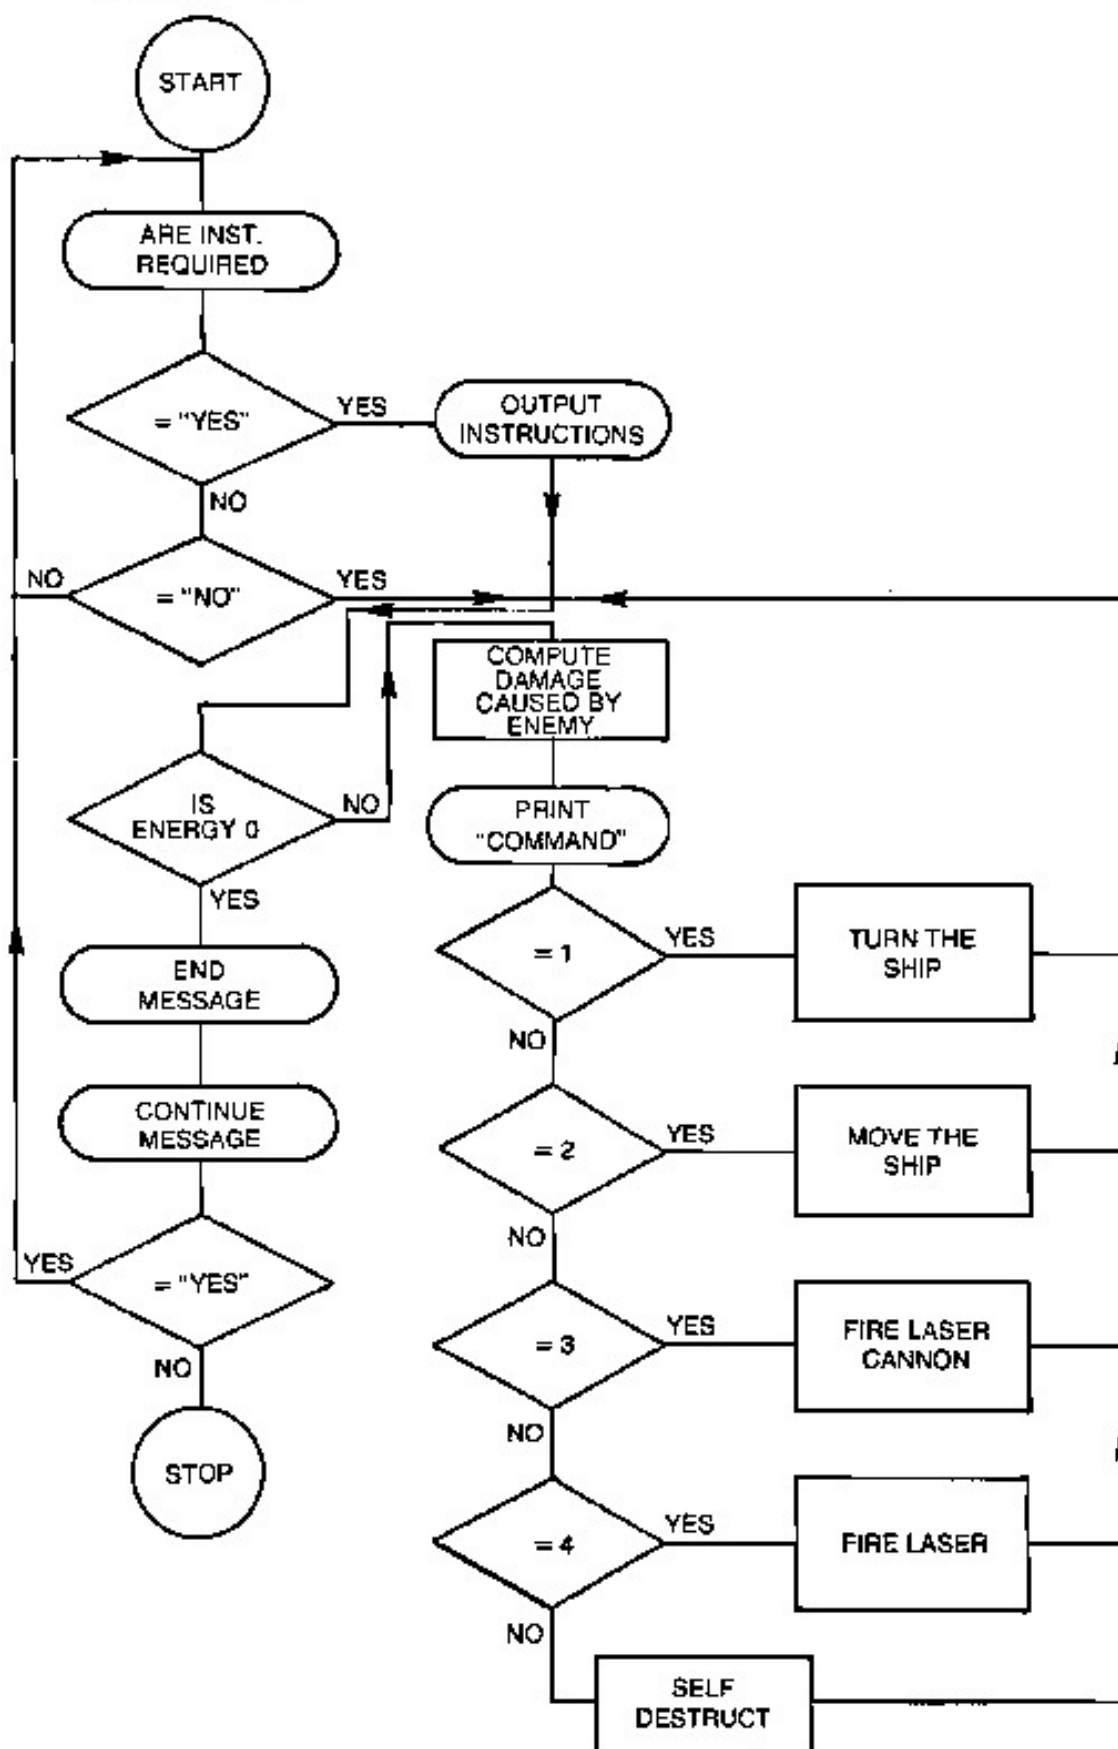 START
ARE INST.
REQUIRED
= "YES"
YES
OUTPUT
INSTRUCTIONS
NO
NO
= "NO"
YES
COMPUTE
DAMAGE
CAUSED BY
ENEMY
IS
ENERGY 0
NO
YES
PRINT
"COMMAND"
END
MESSAGE
CONTINUE
MESSAGE
YES
= "YES"
NO
STOP
= 1
YES
TURN THE
SHIP
NO
= 2
YES
MOVE THE
SHIP
NO
= 3
YES
FIRE LASER
CANNON
NO
= 4
YES
FIRE LASER
NO
SELF
DESTRUCT